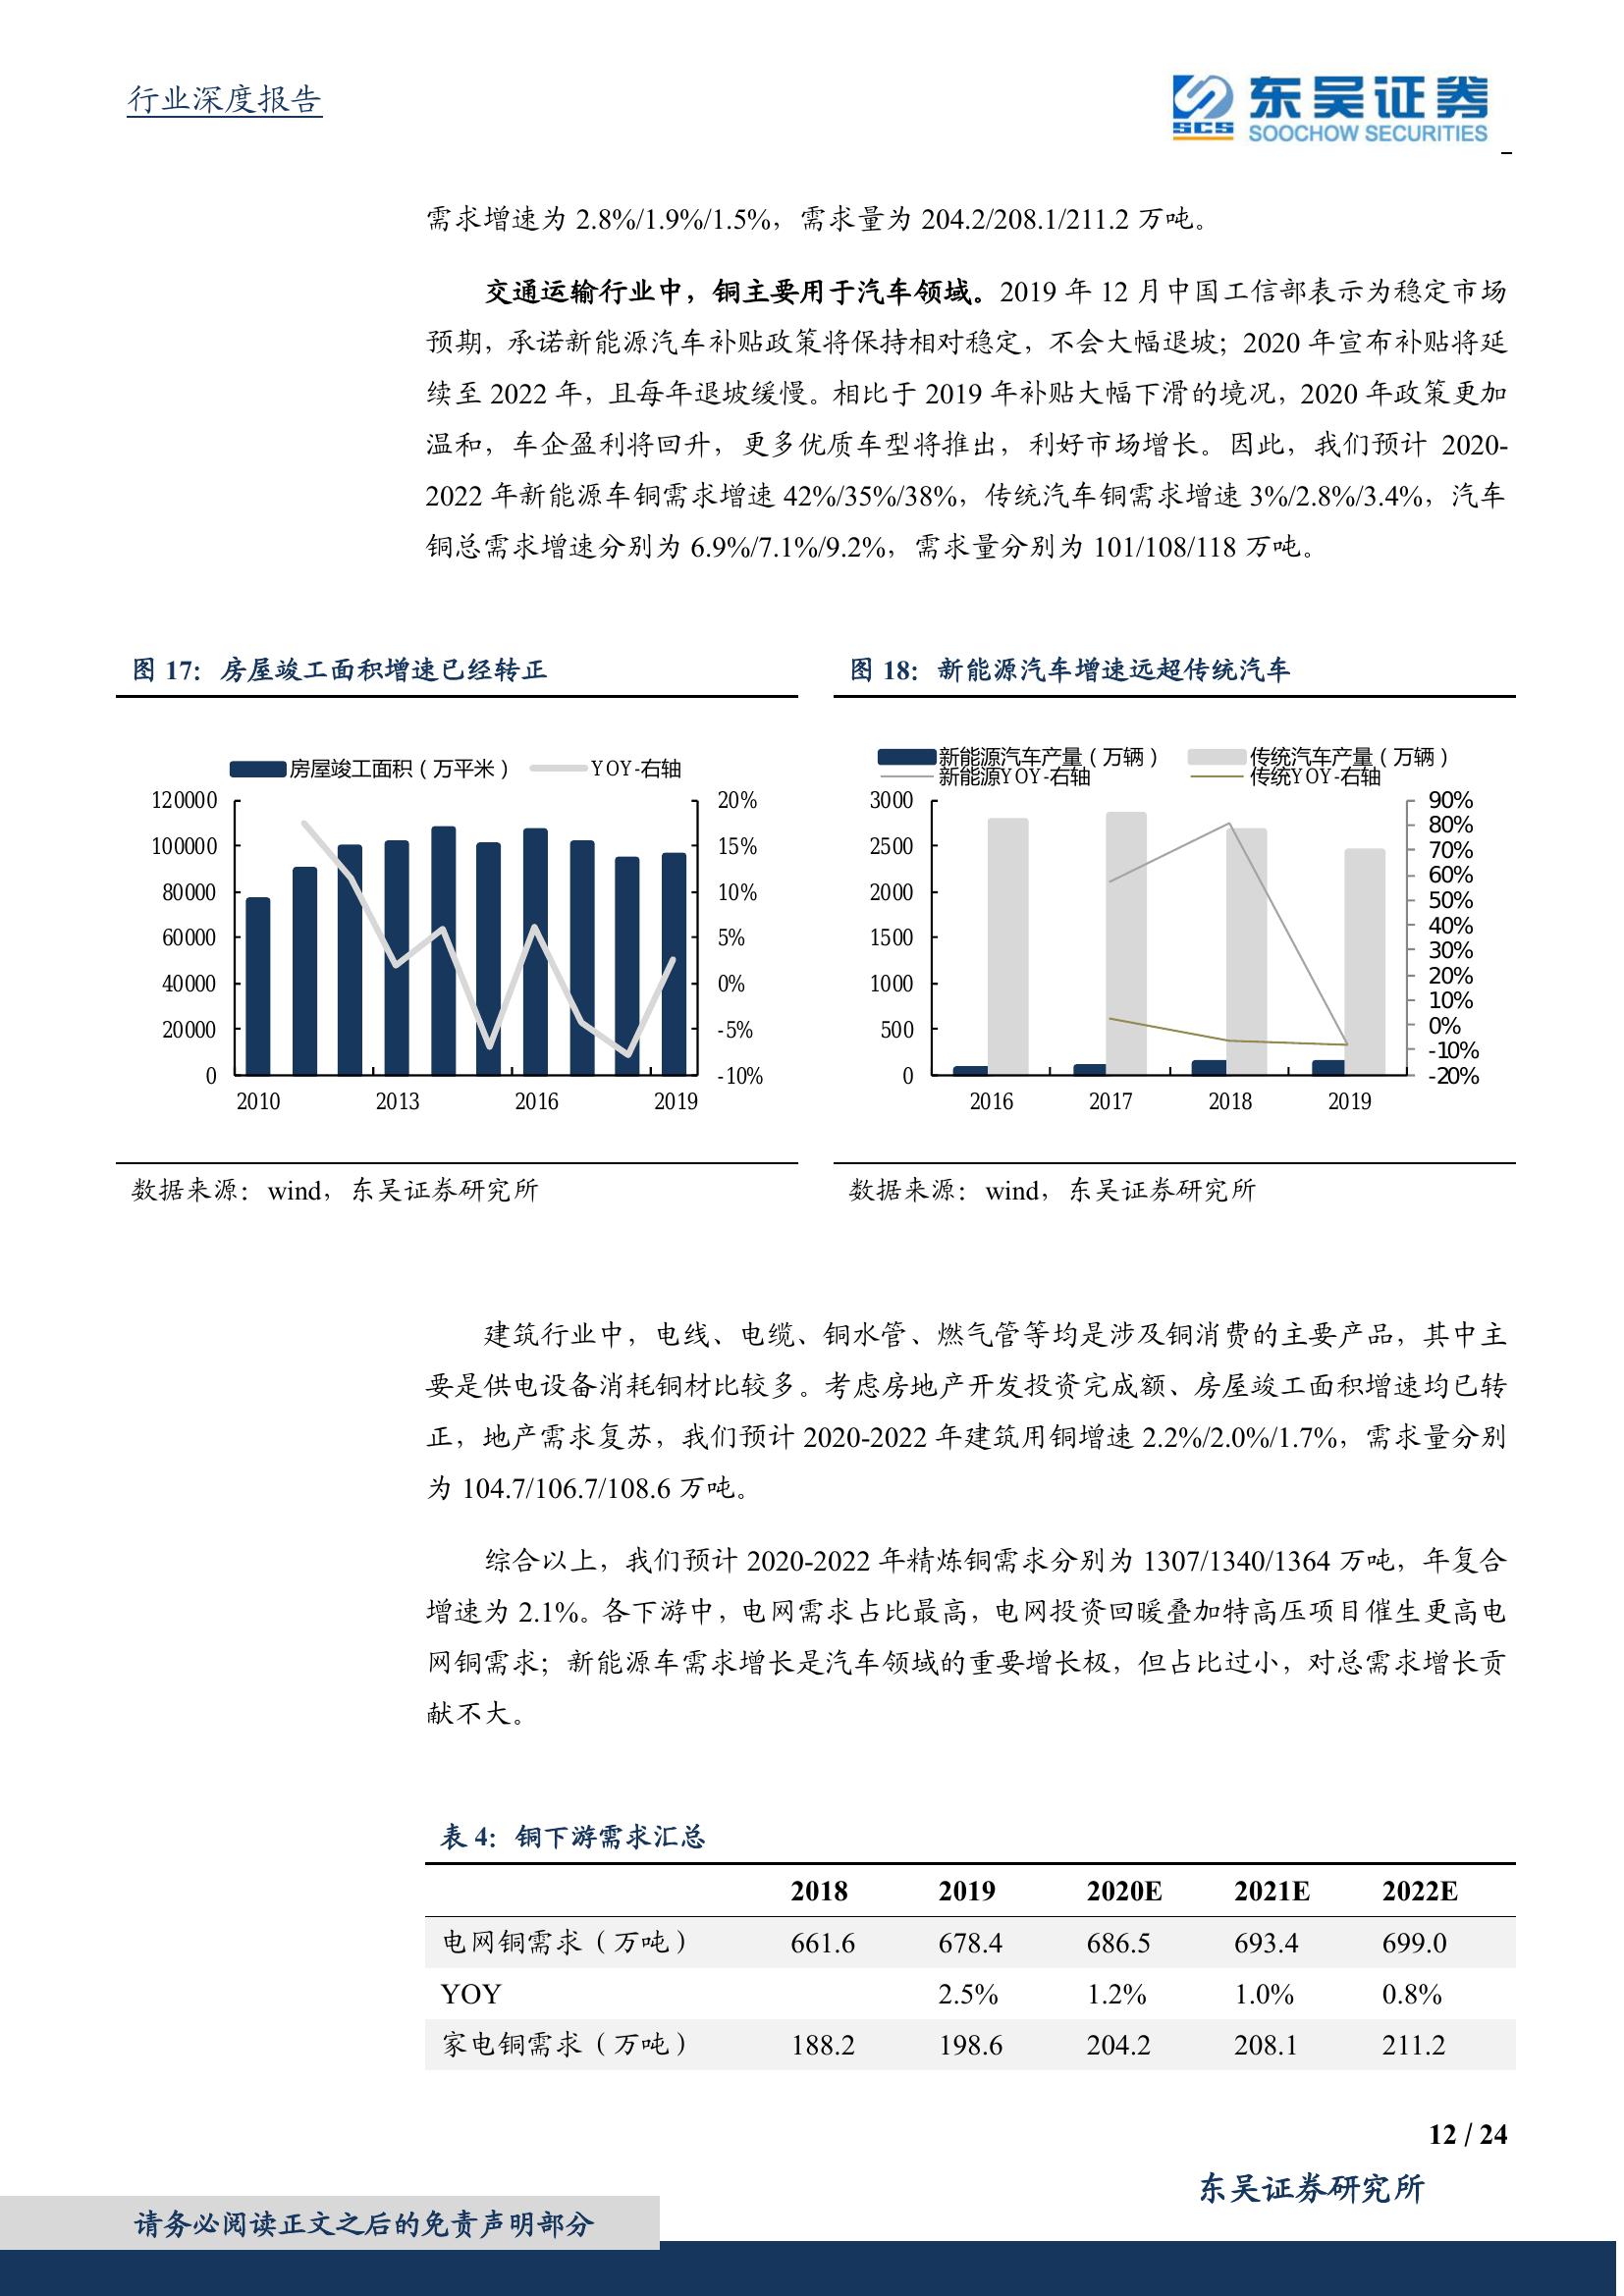 行业深度报告
SCS
东吴证券
SOOCHOW SECURITIES
需求增速为 2.8%/1.9%/1.5%，需求量为 204.2/208.1/211.2 万吨。
交通运输行业中，铜主要用于汽车领域。2019 年 12 月中国工信部表示为稳定市场
预期，承诺新能源汽车补贴政策将保持相对稳定，不会大幅退坡；2020 年宣布补贴将延
续至 2022 年，且每年退坡缓慢。相比于 2019 年补贴大幅下滑的境况，2020 年政策更加
温和，车企盈利将回升，更多优质车型将推出，利好市场增长。因此，我们预计 2020-
2022 年新能源车铜需求增速 42%/35%/38%，传统汽车铜需求增速 3%/2.8%/3.4%，汽车
铜总需求增速分别为 6.9%/7.1%/9.2%，需求量分别为 101/108/118 万吨。
图 17：房屋竣工面积增速已经转正
房屋竣工面积（万平米） YOY-右轴
120000
100000
80000
60000
40000
20000
0
20%
15%
10%
5%
0%
-5%
-10%
2010 2013 2016 2019
数据来源：wind，东吴证券研究所
图 18：新能源汽车增速远超传统汽车
新能源汽车产量（万辆） 传统汽车产量（万辆）
新能源YOY-右轴 传统YOY-右轴
3000
2500
2000
1500
1000
500
0
90%
80%
70%
60%
50%
40%
30%
20%
10%
0%
-10%
-20%
2016 2017 2018 2019
数据来源：wind，东吴证券研究所
建筑行业中，电线、电缆、铜水管、燃气管等均是涉及铜消费的主要产品，其中主
要是供电设备消耗铜材比较多。考虑房地产开发投资完成额、房屋竣工面积增速均已转
正，地产需求复苏，我们预计 2020-2022 年建筑用铜增速 2.2%/2.0%/1.7%，需求量分别
为 104.7/106.7/108.6 万吨。
综合以上，我们预计 2020-2022 年精炼铜需求分别为 1307/1340/1364 万吨，年复合
增速为 2.1%。各下游中，电网需求占比最高，电网投资回暖叠加特高压项目催生更高电
网铜需求；新能源车需求增长是汽车领域的重要增长极，但占比过小，对总需求增长贡
献不大。
表 4：铜下游需求汇总
2018 2019 2020E 2021E 2022E
电网铜需求（万吨） 661.6 678.4 686.5 693.4 699.0
YOY 2.5% 1.2% 1.0% 0.8%
家电铜需求（万吨） 188.2 198.6 204.2 208.1 211.2
12 / 24
东吴证券研究所
请务必阅读正文之后的免责声明部分